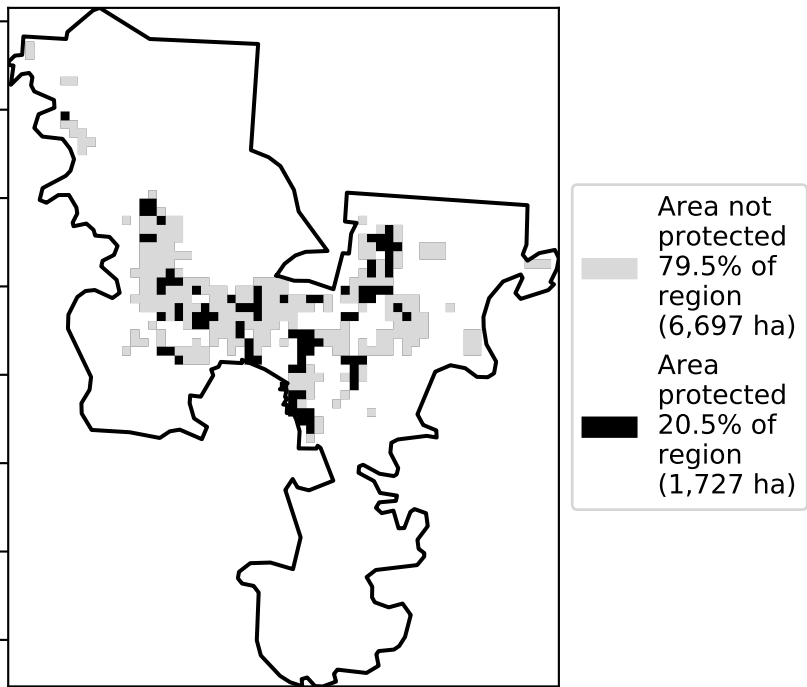 Area not
protected
79.5% of
region
(6,697 ha)
Area
protected
20.5% of
region
(1,727 ha)